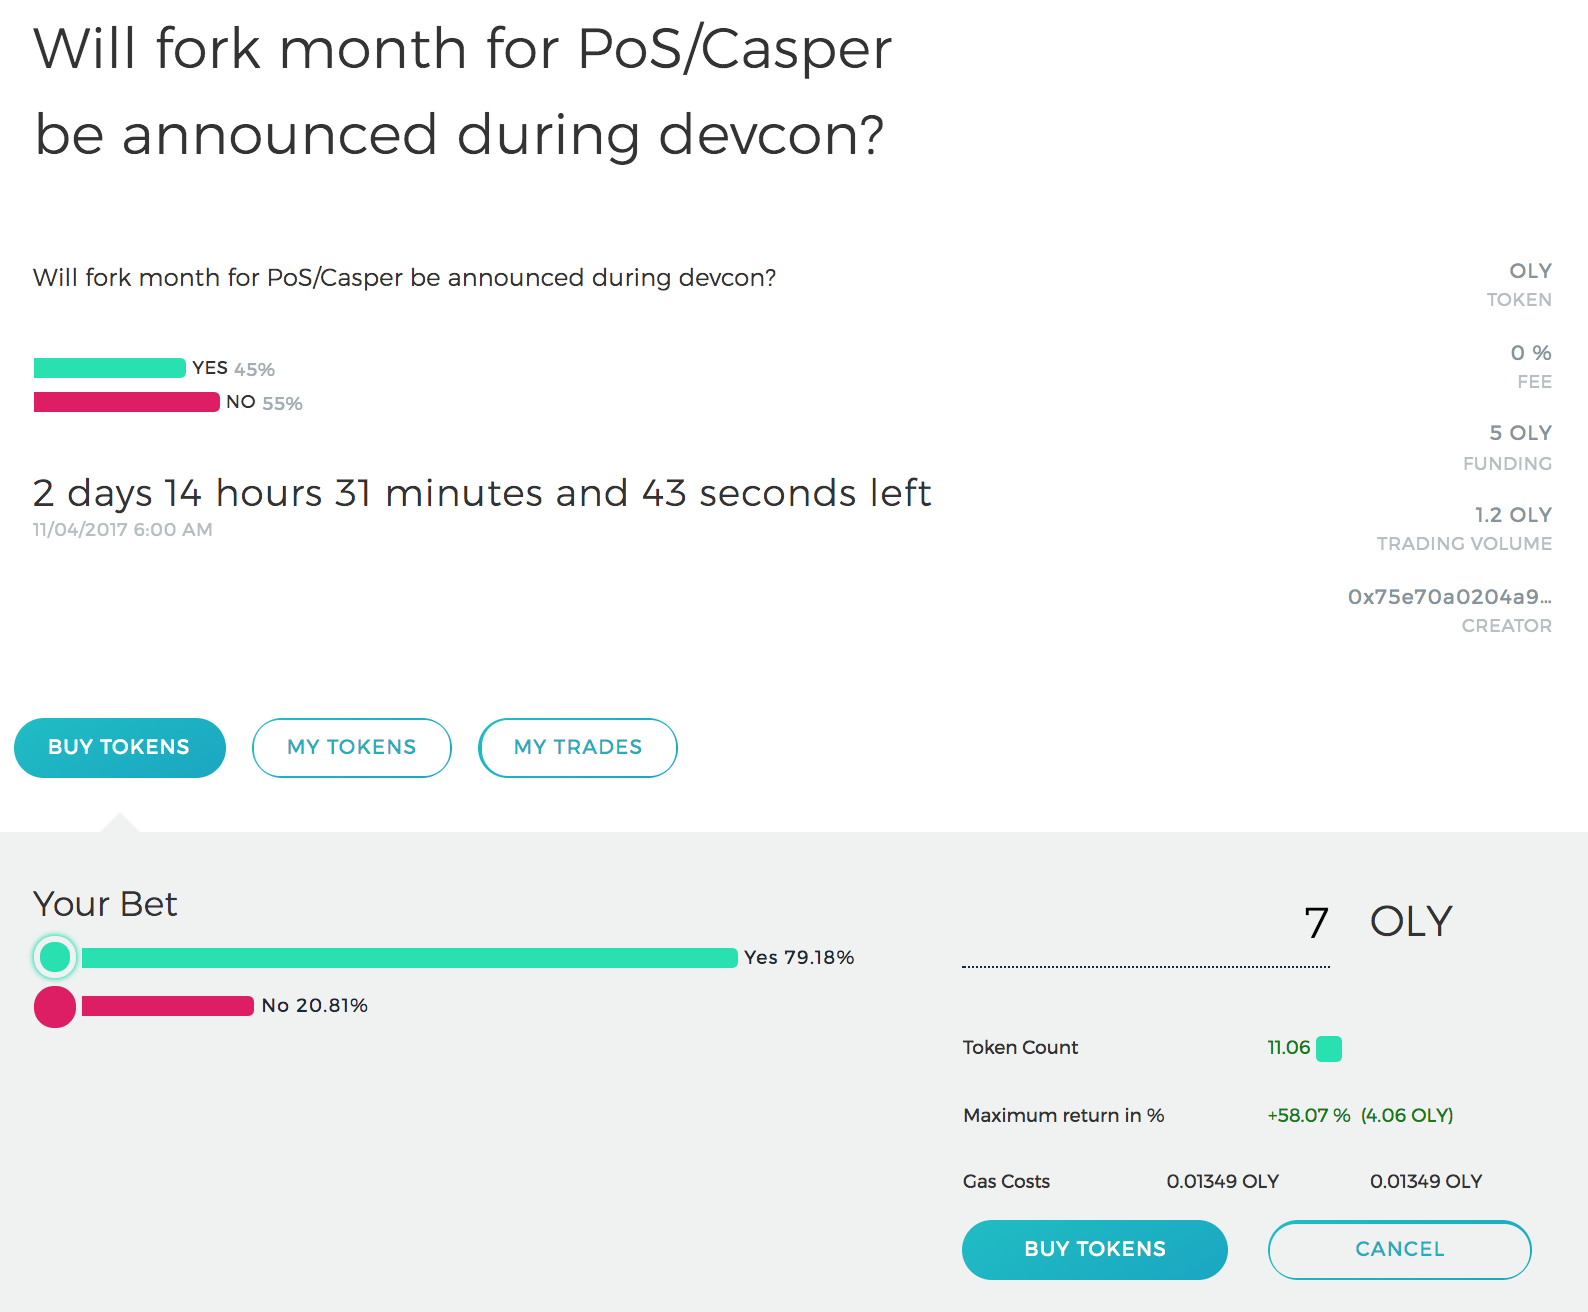 Will fork month for PoS/Casper
be announced during devcon?
Will fork month for PoS/Casper be announced during devcon?
YES 45%
NO 55%
2 days 14 hours 31 minutes and 43 seconds left
11/04/2017 6:00 AM
OLY
TOKEN
0 %
FEE
5 OLY
FUNDING
1.2 OLY
TRADING VOLUME
0x75e70a0204a9...
CREATOR
BUY TOKENS
MY TOKENS
MY TRADES
Your Bet
Yes 79.18%
No 20.81%
7 OLY
Token Count 11.06
Maximum return in % +58.07 % (4.06 OLY)
Gas Costs 0.01349 OLY 0.01349 OLY
BUY TOKENS
CANCEL